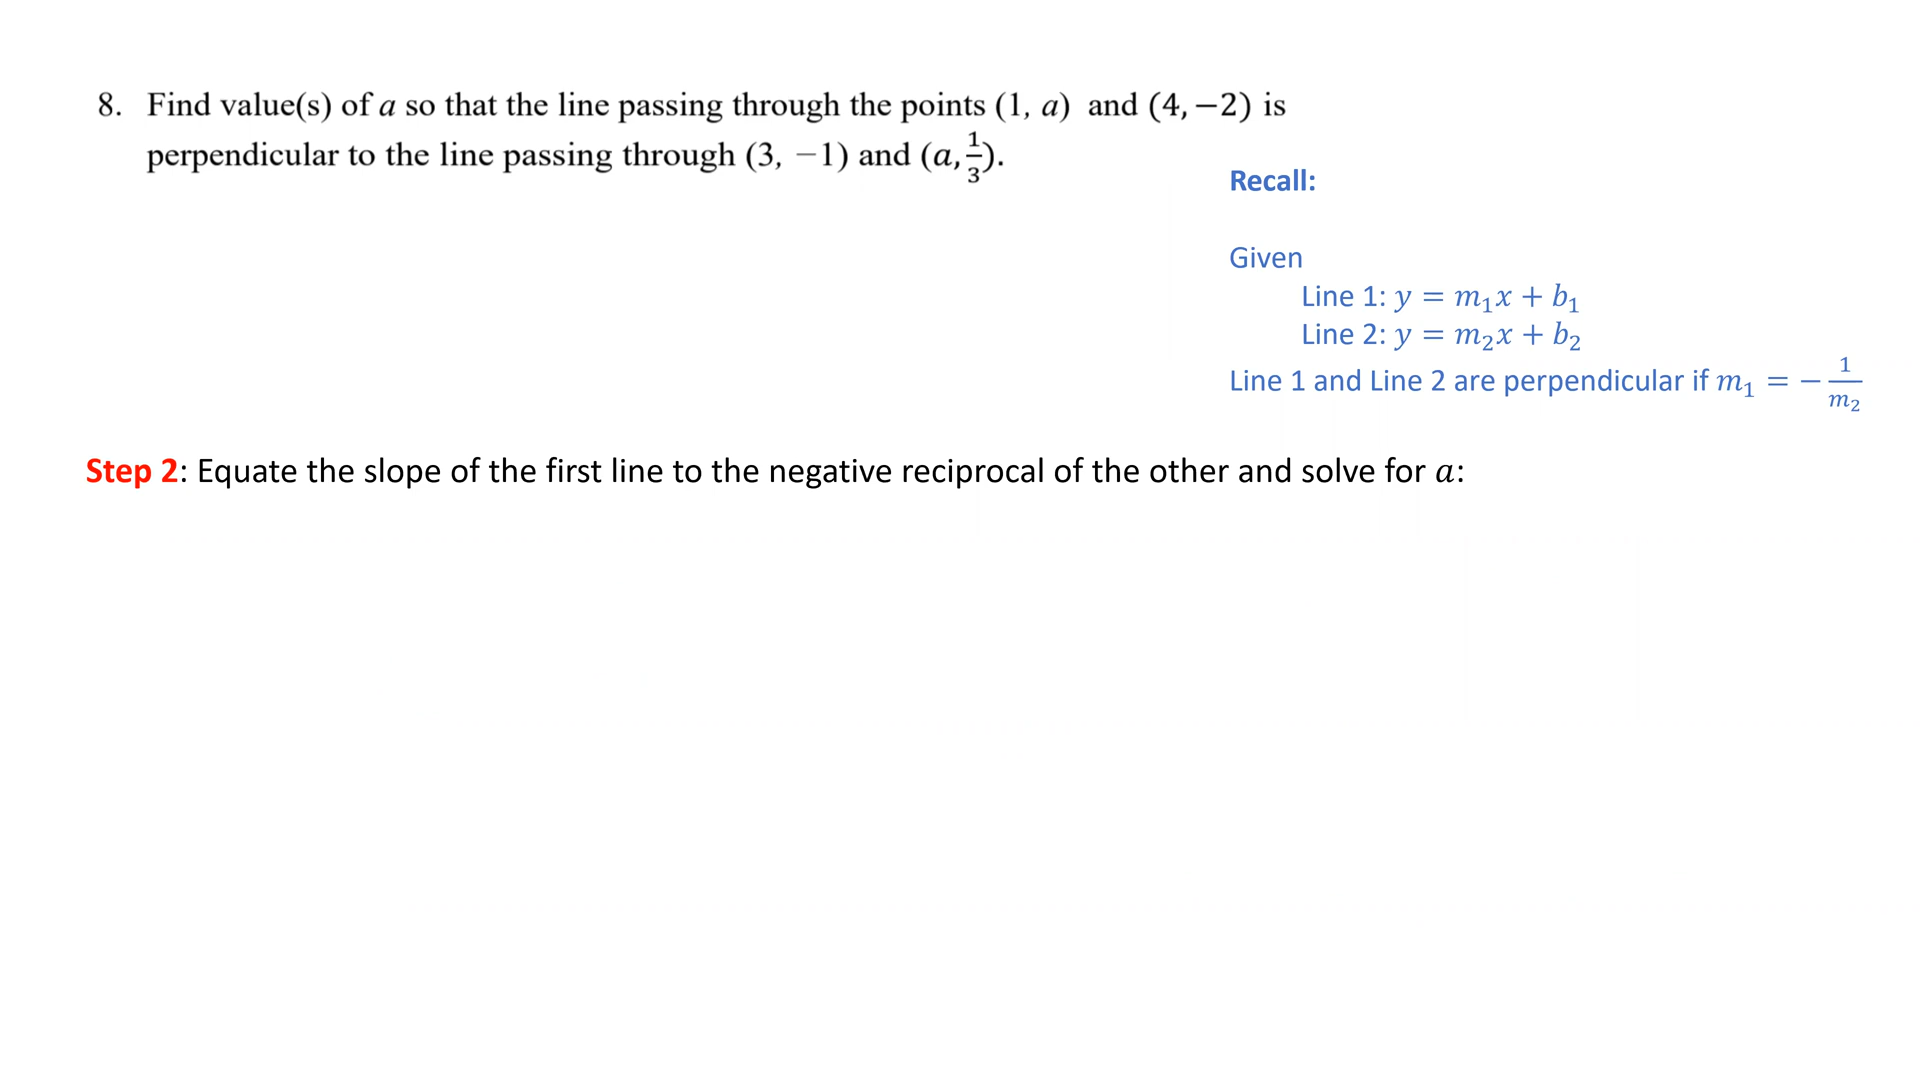 8. Find value(s) of a so that the line passing through the points (1, a) and (4, −2) is
perpendicular to the line passing through (3, −1) and (a, 1/3).
Recall:
Given
Line 1: y = m₁x + b₁
Line 2: y = m₂x + b₂
Line 1 and Line 2 are perpendicular if m₁ = − 1/m₂
Step 2: Equate the slope of the first line to the negative reciprocal of the other and solve for a: